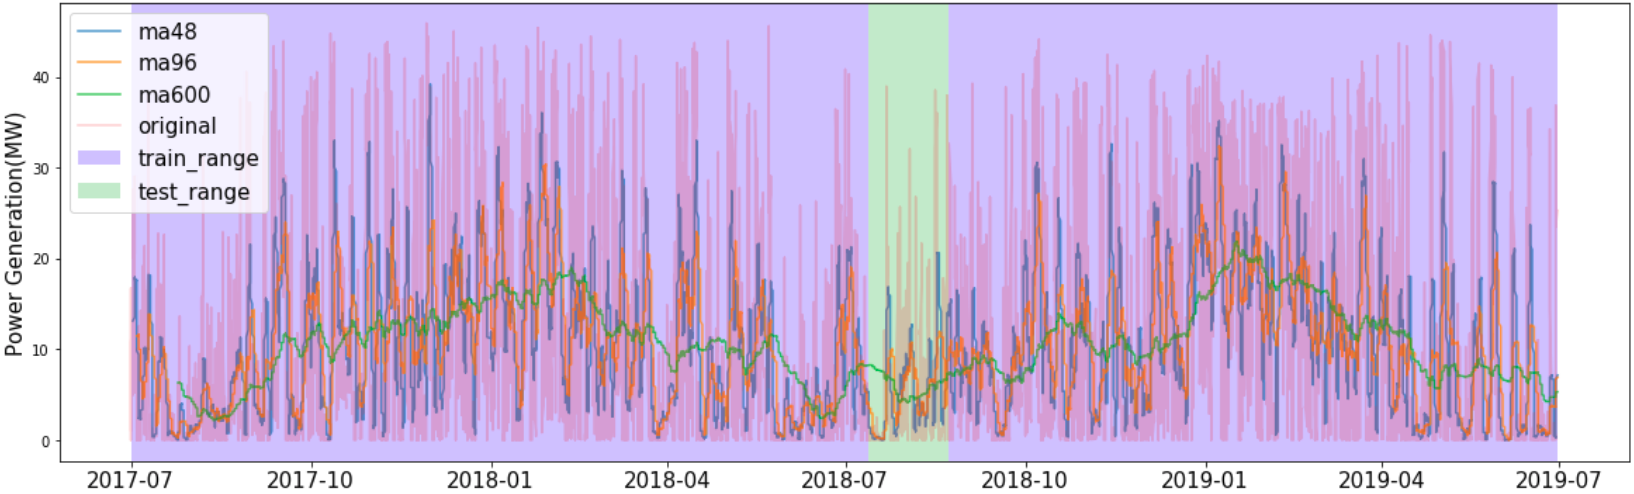 ma48
ma96
ma600
original
train_range
test_range
Power Generation(MW)
40
30
20
10
0
2017-07
2017-10
2018-01
2018-04
2018-07
2018-10
2019-01
2019-04
2019-07